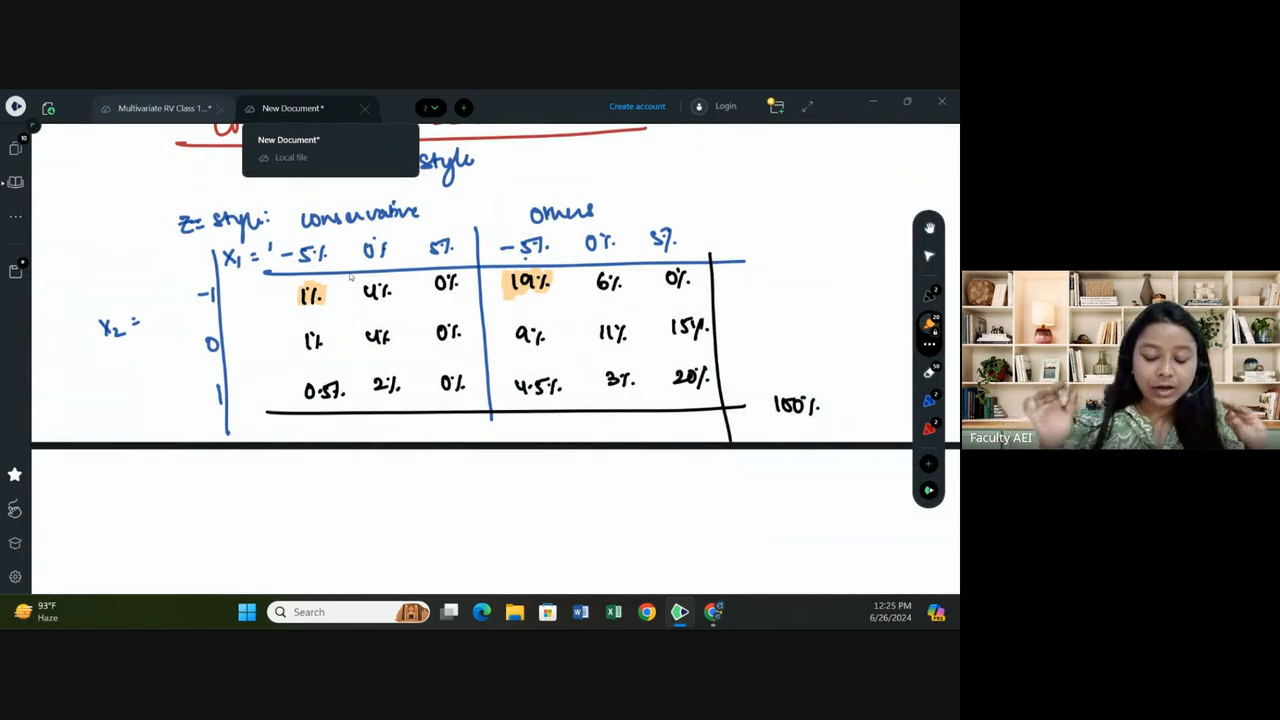 Multivariate RV Class 1...*
New Document*
2
Create account
Login
New Document*
Local file
style
Z= style: conservative others
X1 = -5% 0% 5% -5% 0% 5%
-1 1% 4% 0% 19% 6% 0%
X2 =
0 1% 4% 0% 9% 11% 15%
1 0.5% 2% 0% 4.5% 3% 20%
100%
Faculty AEI
93°F
Haze
Search
12:25 PM
6/26/2024